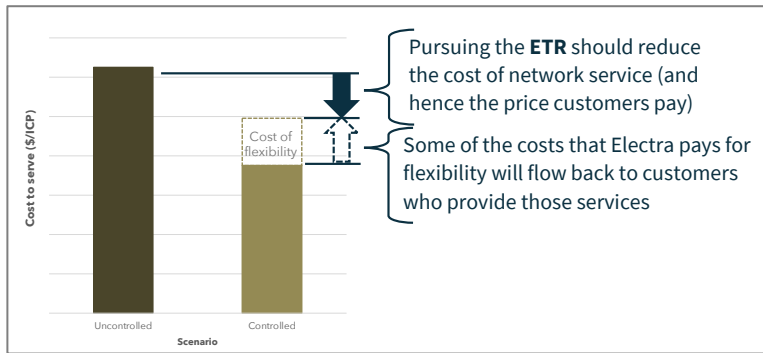 Pursuing the ETR should reduce
the cost of network service (and
hence the price customers pay)
Cost of
flexibility
Some of the costs that Electra pays for
flexibility will flow back to customers
who provide those services
Cost to serve ($/ICP)
Uncontrolled
Controlled
Scenario